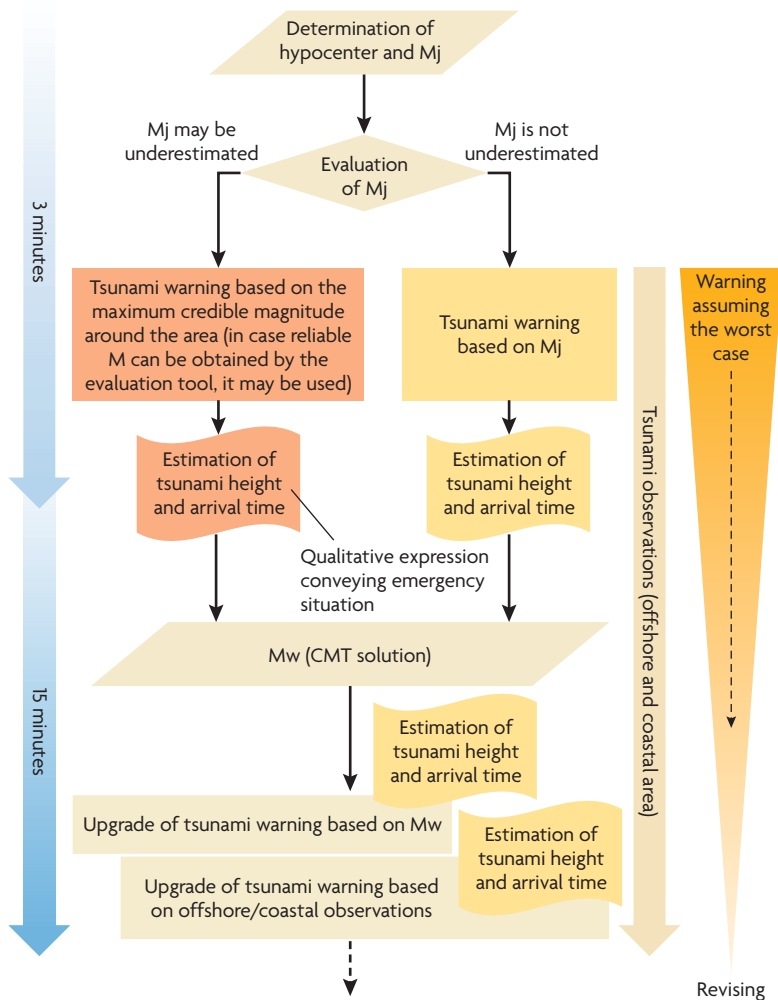 Determination of
hypocenter and Mj
Mj may be
underestimated
Mj is not
underestimated
Evaluation
of Mj
3 minutes
Tsunami warning based on the
maximum credible magnitude
around the area (in case reliable
M can be obtained by the
evaluation tool, it may be used)
Tsunami warning
based on Mj
Warning
assuming
the worst
case
Estimation of
tsunami height
and arrival time
Estimation of
tsunami height
and arrival time
Tsunami observations (offshore and coastal area)
Qualitative expression
conveying emergency
situation
Mw (CMT solution)
15 minutes
Estimation of
tsunami height
and arrival time
Upgrade of tsunami warning based on Mw
Estimation of
tsunami height
and arrival time
Upgrade of tsunami warning based
on offshore/coastal observations
Revising